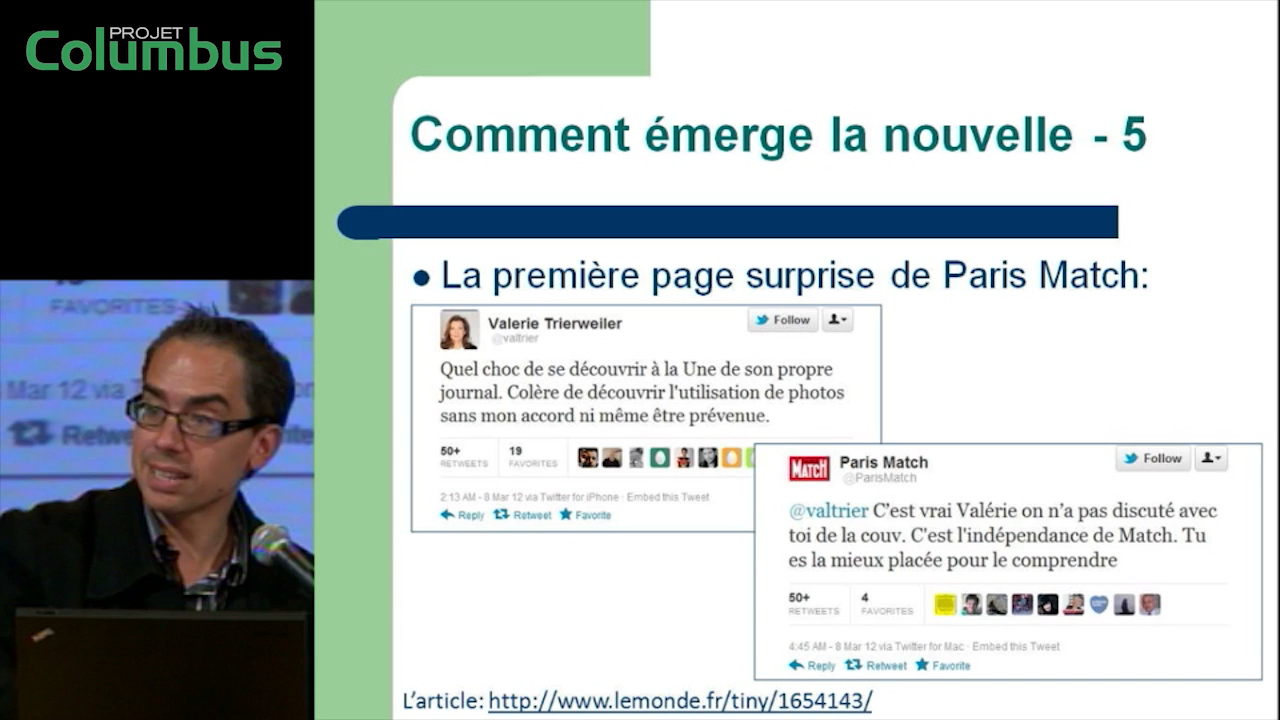 PROJET
Columbus
Comment émerge la nouvelle - 5
● La première page surprise de Paris Match:
Valerie Trierweiler
@valtrier
Follow
Quel choc de se découvrir à la Une de son propre
journal. Colère de découvrir l'utilisation de photos
sans mon accord ni même être prévenue.
50+
RETWEETS
19
FAVORITES
2:13 AM - 8 Mar 12 via Twitter for iPhone · Embed this Tweet
Reply Retweet Favorite
MATCH
Paris Match
@ParisMatch
Follow
@valtrier C'est vrai Valérie on n'a pas discuté avec
toi de la couv. C'est l'indépendance de Match. Tu
es la mieux placée pour le comprendre
50+
RETWEETS
4
FAVORITES
4:45 AM - 8 Mar 12 via Twitter for Mac · Embed this Tweet
Reply Retweet Favorite
L'article: http://www.lemonde.fr/tiny/1654143/
FAVORITES
Mar 12 via
Retwe